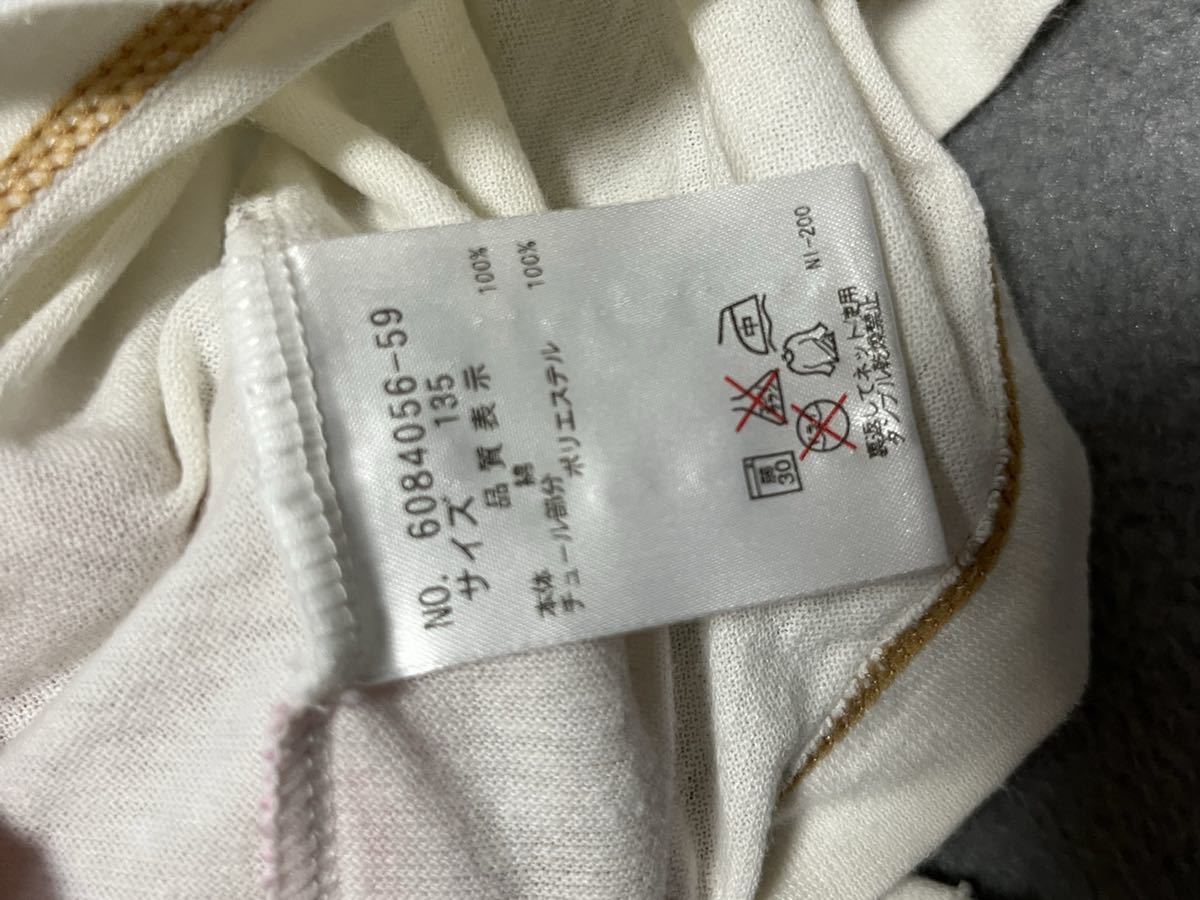 NO. 6084056-59
サイズ 135
品質表示
本体 綿 100%
チュール部分 ポリエステル 100%
弱 30
中
裏返してネット使用
タンブル乾燥禁止
NI-200